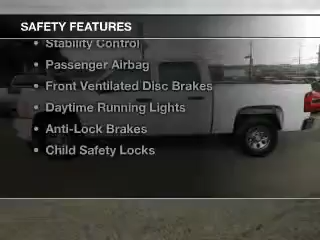 SAFETY FEATURES
• Stability Control
• Passenger Airbag
• Front Ventilated Disc Brakes
• Daytime Running Lights
• Anti-Lock Brakes
• Child Safety Locks